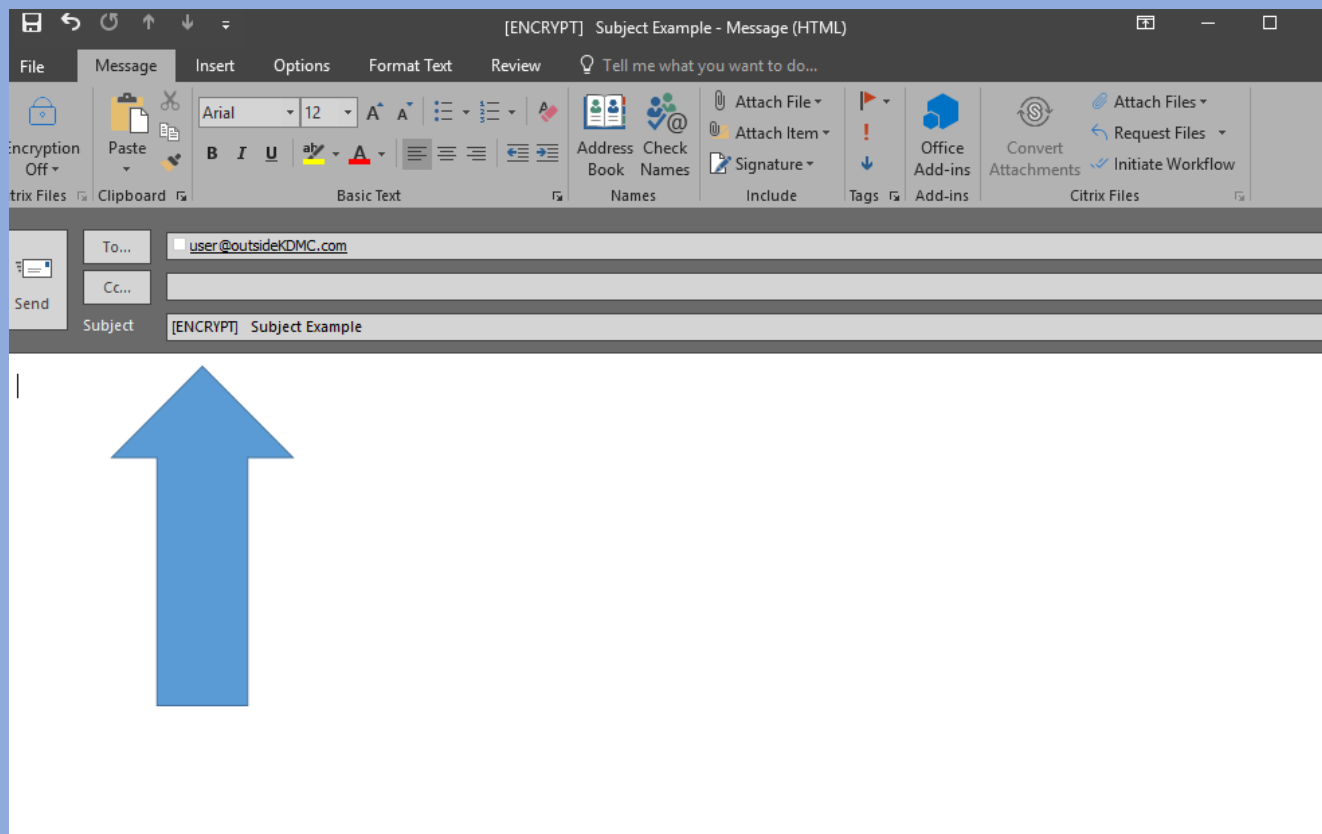 [ENCRYPT] Subject Example - Message (HTML)
File Message Insert Options Format Text Review Tell me what you want to do...
ncryption Off
Paste
Arial 12
B I U
Address Book
Check Names
Attach File
Attach Item
Signature
Office Add-ins
Convert Attachments
Attach Files
Request Files
Initiate Workflow
trix Files Clipboard Basic Text Names Include Tags Add-ins Citrix Files
Send
To... user@outsideKDMC.com
Cc...
Subject [ENCRYPT] Subject Example